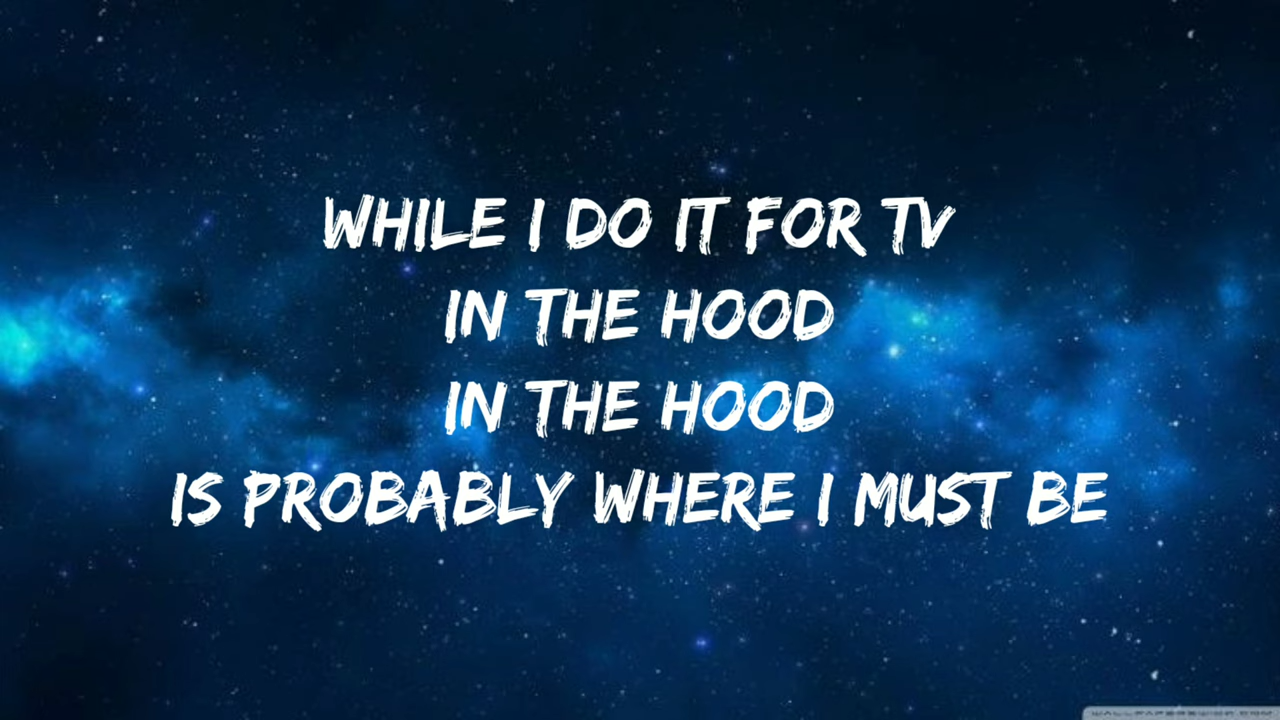 WHILE I DO IT FOR TV
IN THE HOOD
IN THE HOOD
IS PROBABLY WHERE I MUST BE